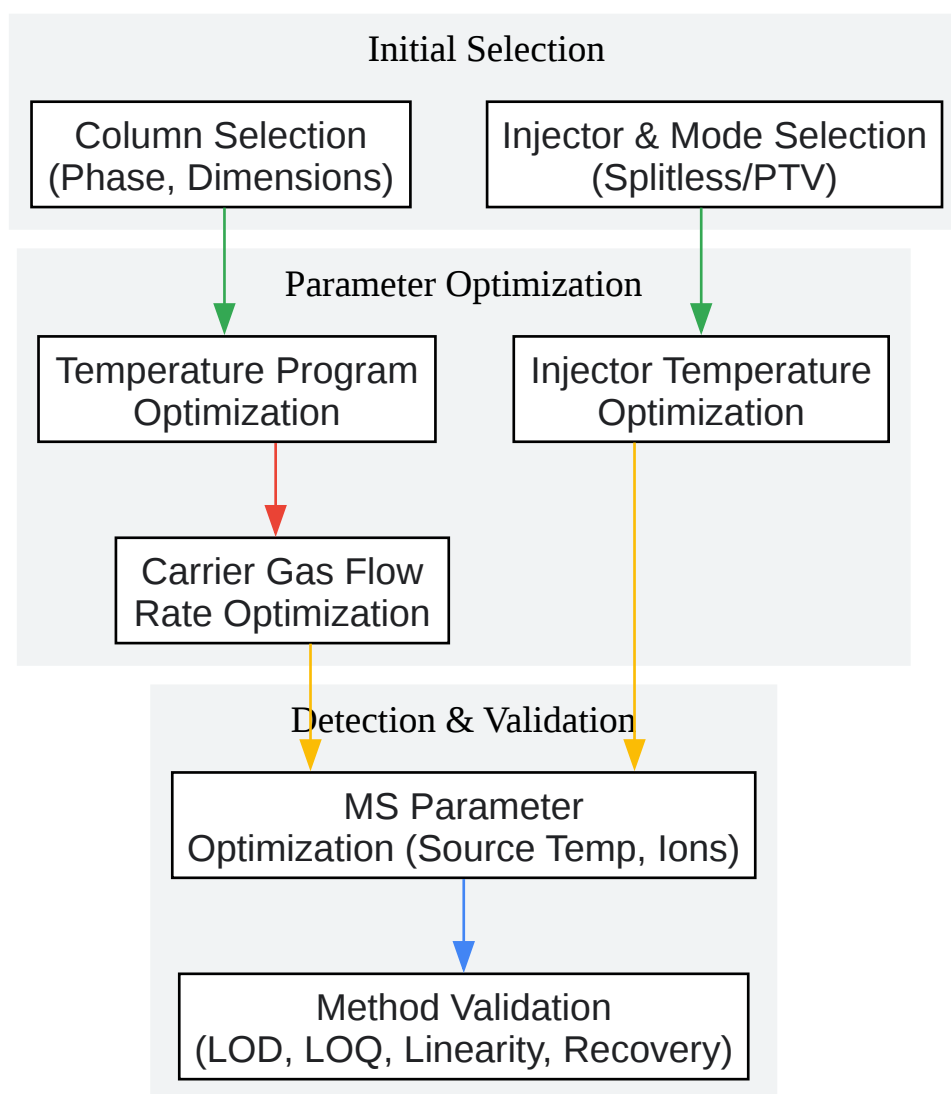 Initial Selection
Column Selection
(Phase, Dimensions)
Injector & Mode Selection
(Splitless/PTV)
Parameter Optimization
Temperature Program
Optimization
Injector Temperature
Optimization
Carrier Gas Flow
Rate Optimization
Detection & Validation
MS Parameter
Optimization (Source Temp, Ions)
Method Validation
(LOD, LOQ, Linearity, Recovery)